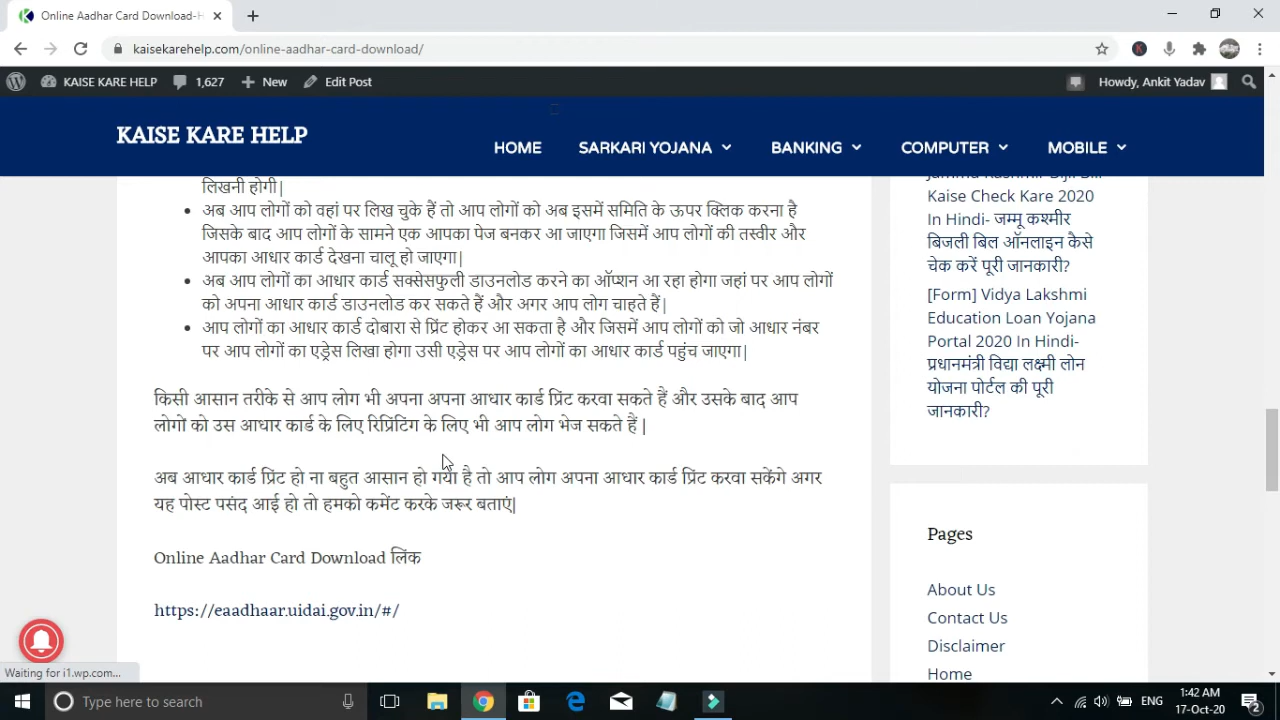 Online Aadhar Card Download-H
kaisekarehelp.com/online-aadhar-card-download/
KAISE KARE HELP
1,627
New
Edit Post
Howdy, Ankit Yadav
KAISE KARE HELP
HOME
SARKARI YOJANA
BANKING
COMPUTER
MOBILE
लिखनी होगी|
अब आप लोगों को वहां पर लिख चुके हैं तो आप लोगों को अब इसमें समिति के ऊपर क्लिक करना है
जिसके बाद आप लोगों के सामने एक आपका पेज बनकर आ जाएगा जिसमें आप लोगों की तस्वीर और
आपका आधार कार्ड देखना चालू हो जाएगा|
अब आप लोगों का आधार कार्ड सक्सेसफुली डाउनलोड करने का ऑप्शन आ रहा होगा जहां पर आप लोगों
को अपना आधार कार्ड डाउनलोड कर सकते हैं और अगर आप लोग चाहते हैं|
आप लोगों का आधार कार्ड दोबारा से प्रिंट होकर आ सकता है और जिसमें आप लोगों को जो आधार नंबर
पर आप लोगों का एड्रेस लिखा होगा उसी एड्रेस पर आप लोगों का आधार कार्ड पहुंच जाएगा|
किसी आसान तरीके से आप लोग भी अपना अपना आधार कार्ड प्रिंट करवा सकते हैं और उसके बाद आप
लोगों को उस आधार कार्ड के लिए रिप्रिंटिंग के लिए भी आप लोग भेज सकते हैं |
अब आधार कार्ड प्रिंट हो ना बहुत आसान हो गया है तो आप लोग अपना आधार कार्ड प्रिंट करवा सकेंगे अगर
यह पोस्ट पसंद आई हो तो हमको कमेंट करके जरूर बताएं|
Online Aadhar Card Download लिंक
https://eaadhaar.uidai.gov.in/#/
Jammu Kashmir Bijli Bill
Kaise Check Kare 2020
In Hindi- जम्मू कश्मीर
बिजली बिल ऑनलाइन कैसे
चेक करें पूरी जानकारी?
[Form] Vidya Lakshmi
Education Loan Yojana
Portal 2020 In Hindi-
प्रधानमंत्री विद्या लक्ष्मी लोन
योजना पोर्टल की पूरी
जानकारी?
Pages
About Us
Contact Us
Disclaimer
Home
Waiting for i1.wp.com...
Type here to search
ENG
1:42 AM
17-Oct-20
2